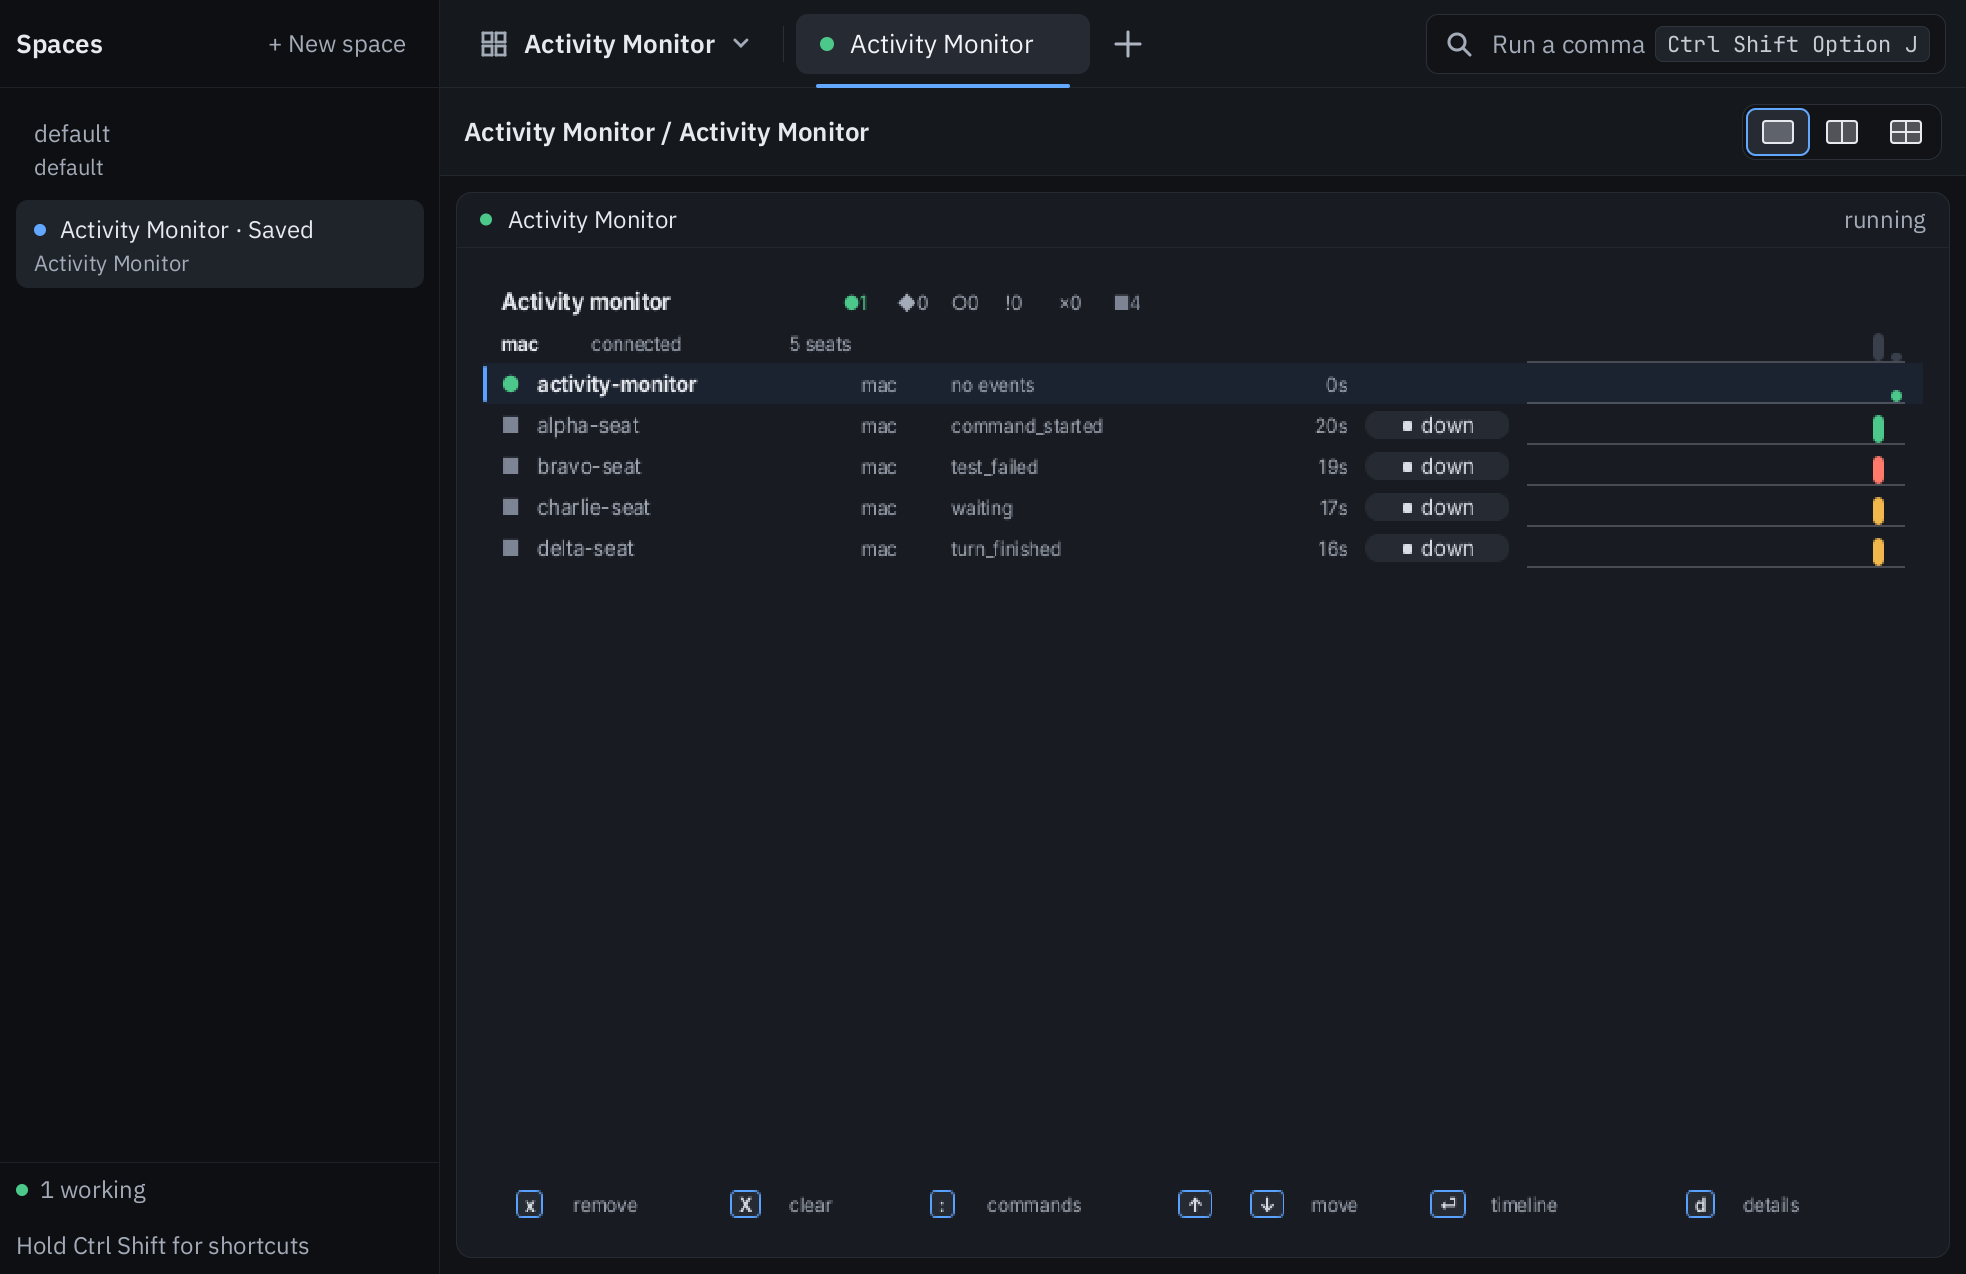 Spaces
+ New space
Activity Monitor
Activity Monitor
Run a comma
Ctrl Shift Option J
default
default
Activity Monitor · Saved
Activity Monitor
Activity Monitor / Activity Monitor
Activity Monitor
running
Activity monitor 1 0 0 !0 ×0 4
mac connected 5 seats
activity-monitor mac no events 0s
alpha-seat mac command_started 20s down
bravo-seat mac test_failed 19s down
charlie-seat mac waiting 17s down
delta-seat mac turn_finished 16s down
x remove X clear : commands ↑ ↓ move ↵ timeline d details
1 working
Hold Ctrl Shift for shortcuts